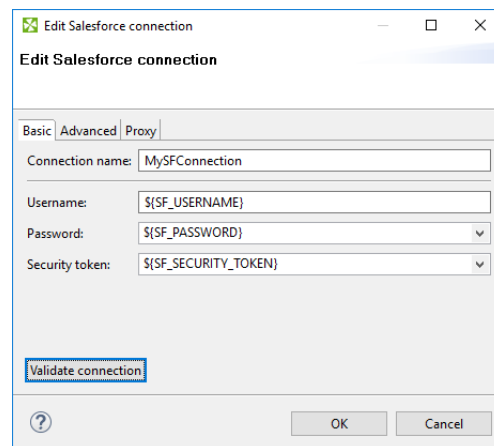 Edit Salesforce connection
Edit Salesforce connection
Basic Advanced Proxy
Connection name: MySFConnection
Username: ${SF_USERNAME}
Password: ${SF_PASSWORD}
Security token: ${SF_SECURITY_TOKEN}
Validate connection
? OK Cancel